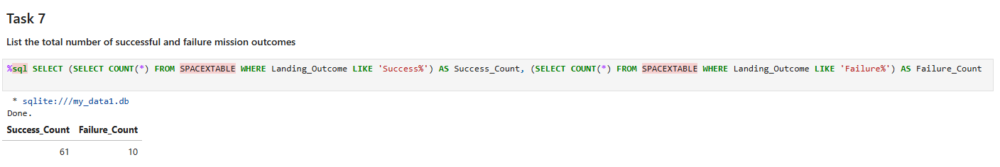 Task 7
List the total number of successful and failure mission outcomes
%sql SELECT (SELECT COUNT(*) FROM SPACEXTABLE WHERE Landing_Outcome LIKE 'Success%') AS Success_Count, (SELECT COUNT(*) FROM SPACEXTABLE WHERE Landing_Outcome LIKE 'Failure%') AS Failure_Count
* sqlite:///my_data1.db
Done.
Success_Count Failure_Count
61 10